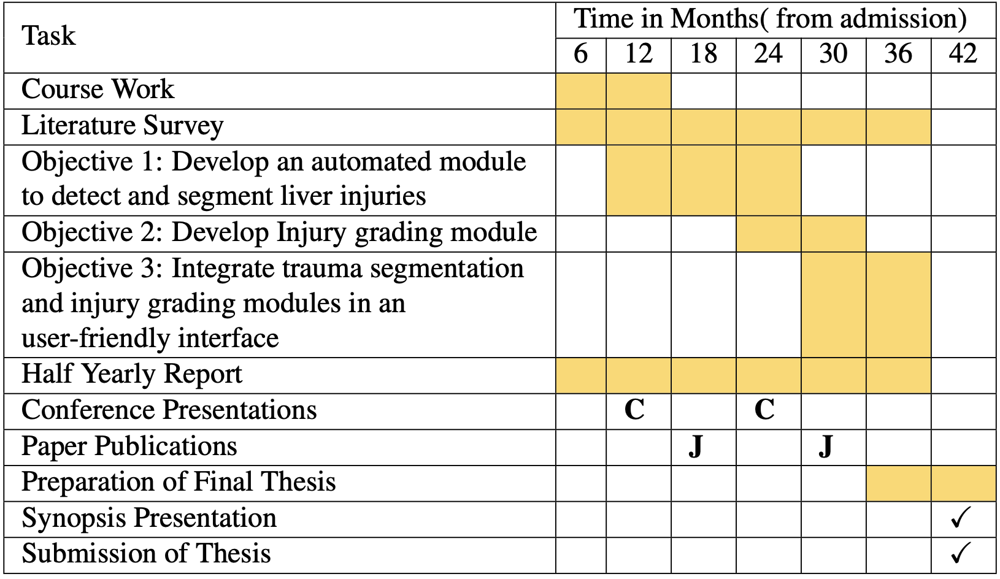 Task
Time in Months( from admission)
6 12 18 24 30 36 42
Course Work
Literature Survey
Objective 1: Develop an automated module
to detect and segment liver injuries
Objective 2: Develop Injury grading module
Objective 3: Integrate trauma segmentation
and injury grading modules in an
user-friendly interface
Half Yearly Report
Conference Presentations C C
Paper Publications J J
Preparation of Final Thesis
Synopsis Presentation ✓
Submission of Thesis ✓